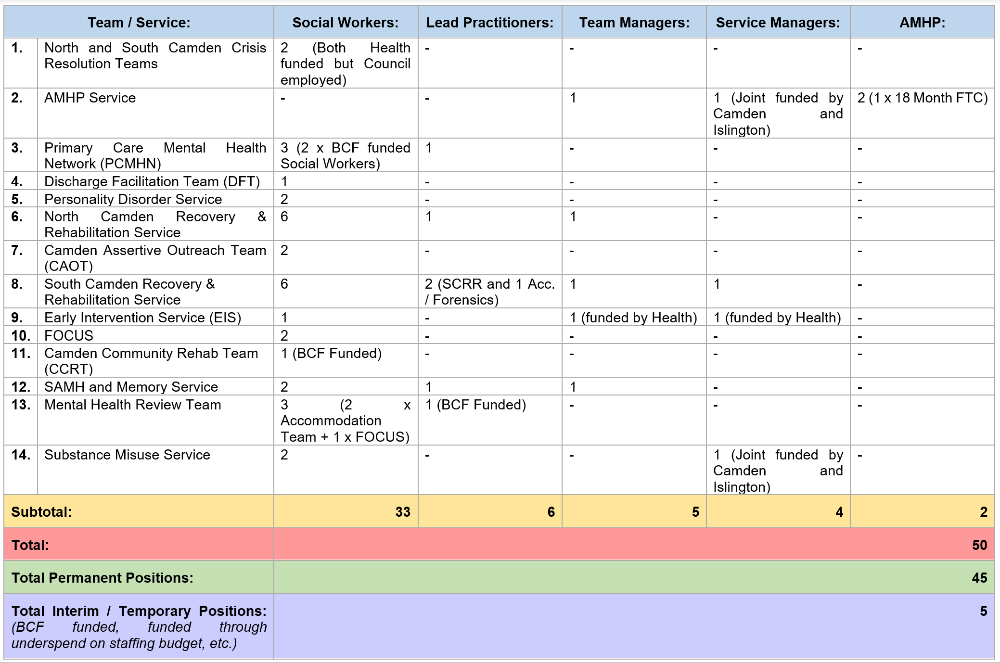 Team / Service: Social Workers: Lead Practitioners: Team Managers: Service Managers: AMHP:
1. North and South Camden Crisis Resolution Teams
2 (Both Health funded but Council employed)
- - - -
2. AMHP Service - - 1
1 (Joint funded by Camden and Islington)
2 (1 x 18 Month FTC)
3. Primary Care Mental Health Network (PCMHN)
3 (2 x BCF funded Social Workers)
1 - - -
4. Discharge Facilitation Team (DFT) 1 - - - -
5. Personality Disorder Service 2 - - - -
6. North Camden Recovery & Rehabilitation Service
6 1 1 - -
7. Camden Assertive Outreach Team (CAOT)
2 - - - -
8. South Camden Recovery & Rehabilitation Service
6
2 (SCRR and 1 Acc. / Forensics)
1 1 -
9. Early Intervention Service (EIS) 1 - 1 (funded by Health) 1 (funded by Health) -
10. FOCUS 2 - - - -
11. Camden Community Rehab Team (CCRT)
1 (BCF Funded) - - - -
12. SAMH and Memory Service 2 1 1 - -
13. Mental Health Review Team
3 (2 x Accommodation Team + 1 x FOCUS)
1 (BCF Funded) - - -
14. Substance Misuse Service 2 - -
1 (Joint funded by Camden and Islington)
-
Subtotal: 33 6 5 4 2
Total: 50
Total Permanent Positions: 45
Total Interim / Temporary Positions: 5
(BCF funded, funded through
underspend on staffing budget, etc.)